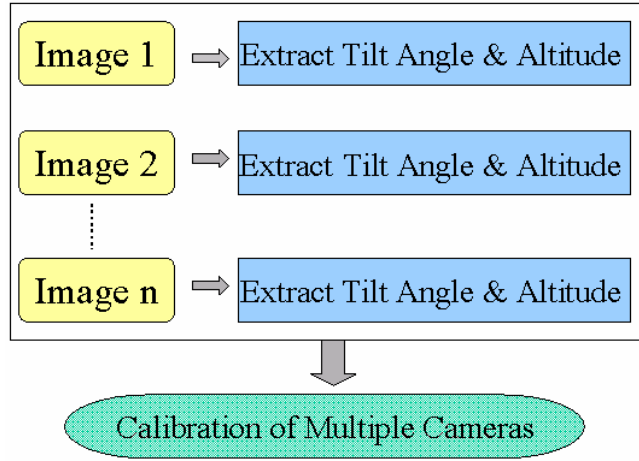 Image 1
Extract Tilt Angle & Altitude
Image 2
Extract Tilt Angle & Altitude
Image n
Extract Tilt Angle & Altitude
Calibration of Multiple Cameras